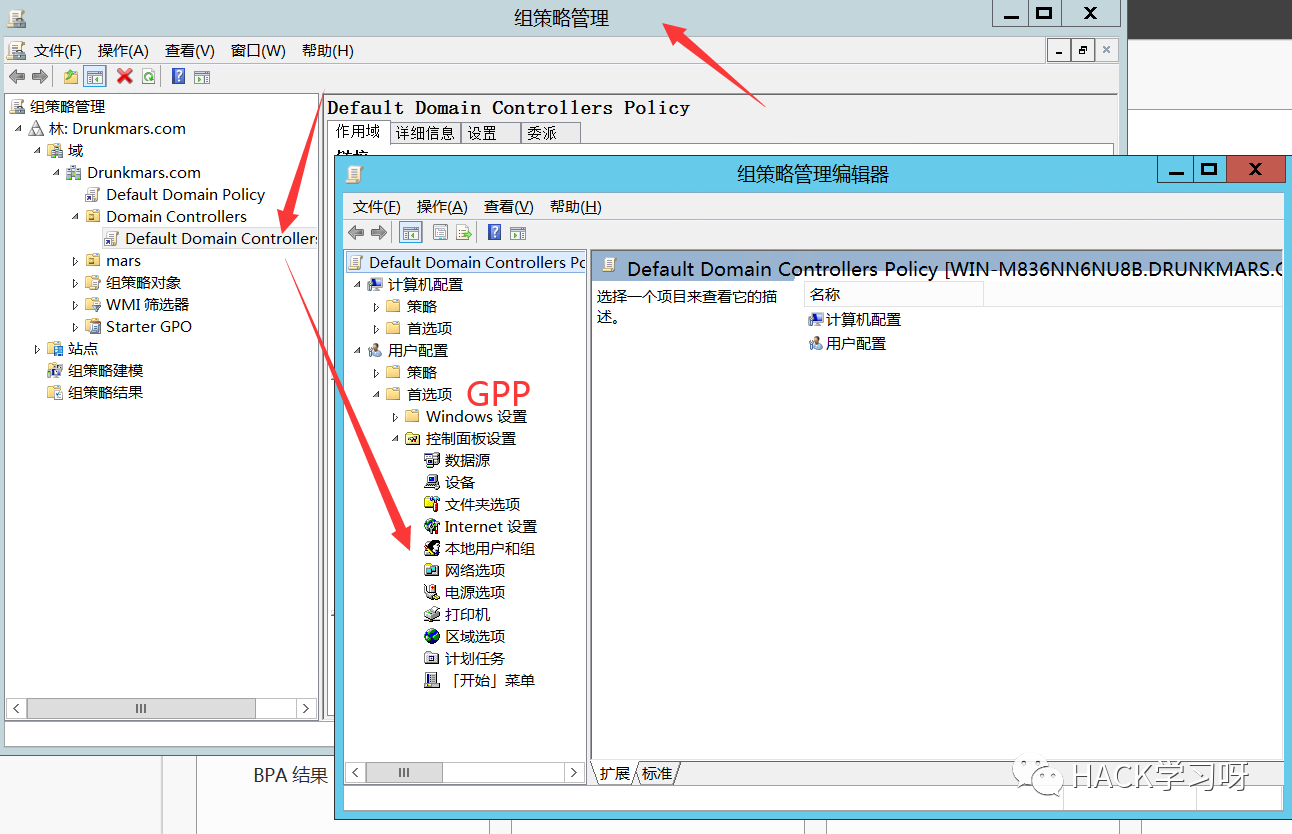 组策略管理
文件(F) 操作(A) 查看(V) 窗口(W) 帮助(H)
组策略管理
林: Drunkmars.com
域
Drunkmars.com
Default Domain Policy
Domain Controllers
Default Domain Controllers
mars
组策略对象
WMI 筛选器
Starter GPO
站点
组策略建模
组策略结果
Default Domain Controllers Policy
作用域 详细信息 设置 委派
组策略管理编辑器
文件(F) 操作(A) 查看(V) 帮助(H)
Default Domain Controllers Po
计算机配置
策略
首选项
用户配置
策略
首选项 GPP
Windows 设置
控制面板设置
数据源
设备
文件夹选项
Internet 设置
本地用户和组
网络选项
电源选项
打印机
区域选项
计划任务
「开始」菜单
Default Domain Controllers Policy [WIN-M836NN6NU8B.DRUNKMARS.C
选择一个项目来查看它的描
述。
名称
计算机配置
用户配置
扩展 标准
BPA 结果
HACK学习呀